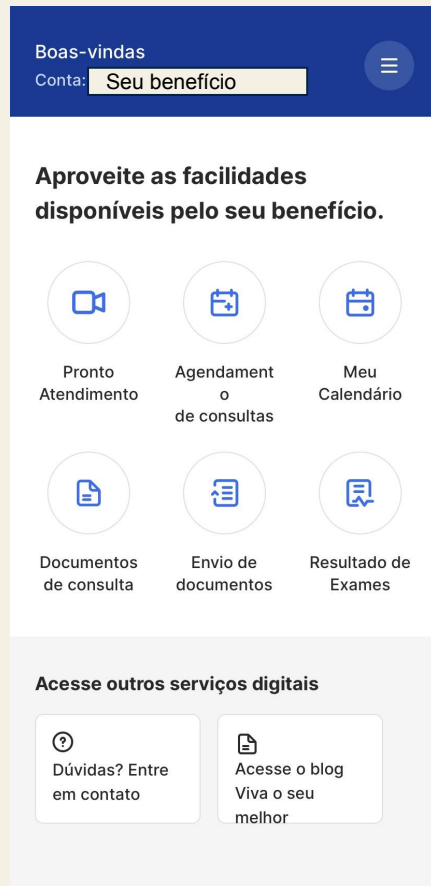 Boas-vindas
Conta: Seu benefício
Aproveite as facilidades
disponíveis pelo seu benefício.
Pronto
Atendimento
Agendament
o
de consultas
Meu
Calendário
Documentos
de consulta
Envio de
documentos
Resultado de
Exames
Acesse outros serviços digitais
Dúvidas? Entre
em contato
Acesse o blog
Viva o seu
melhor